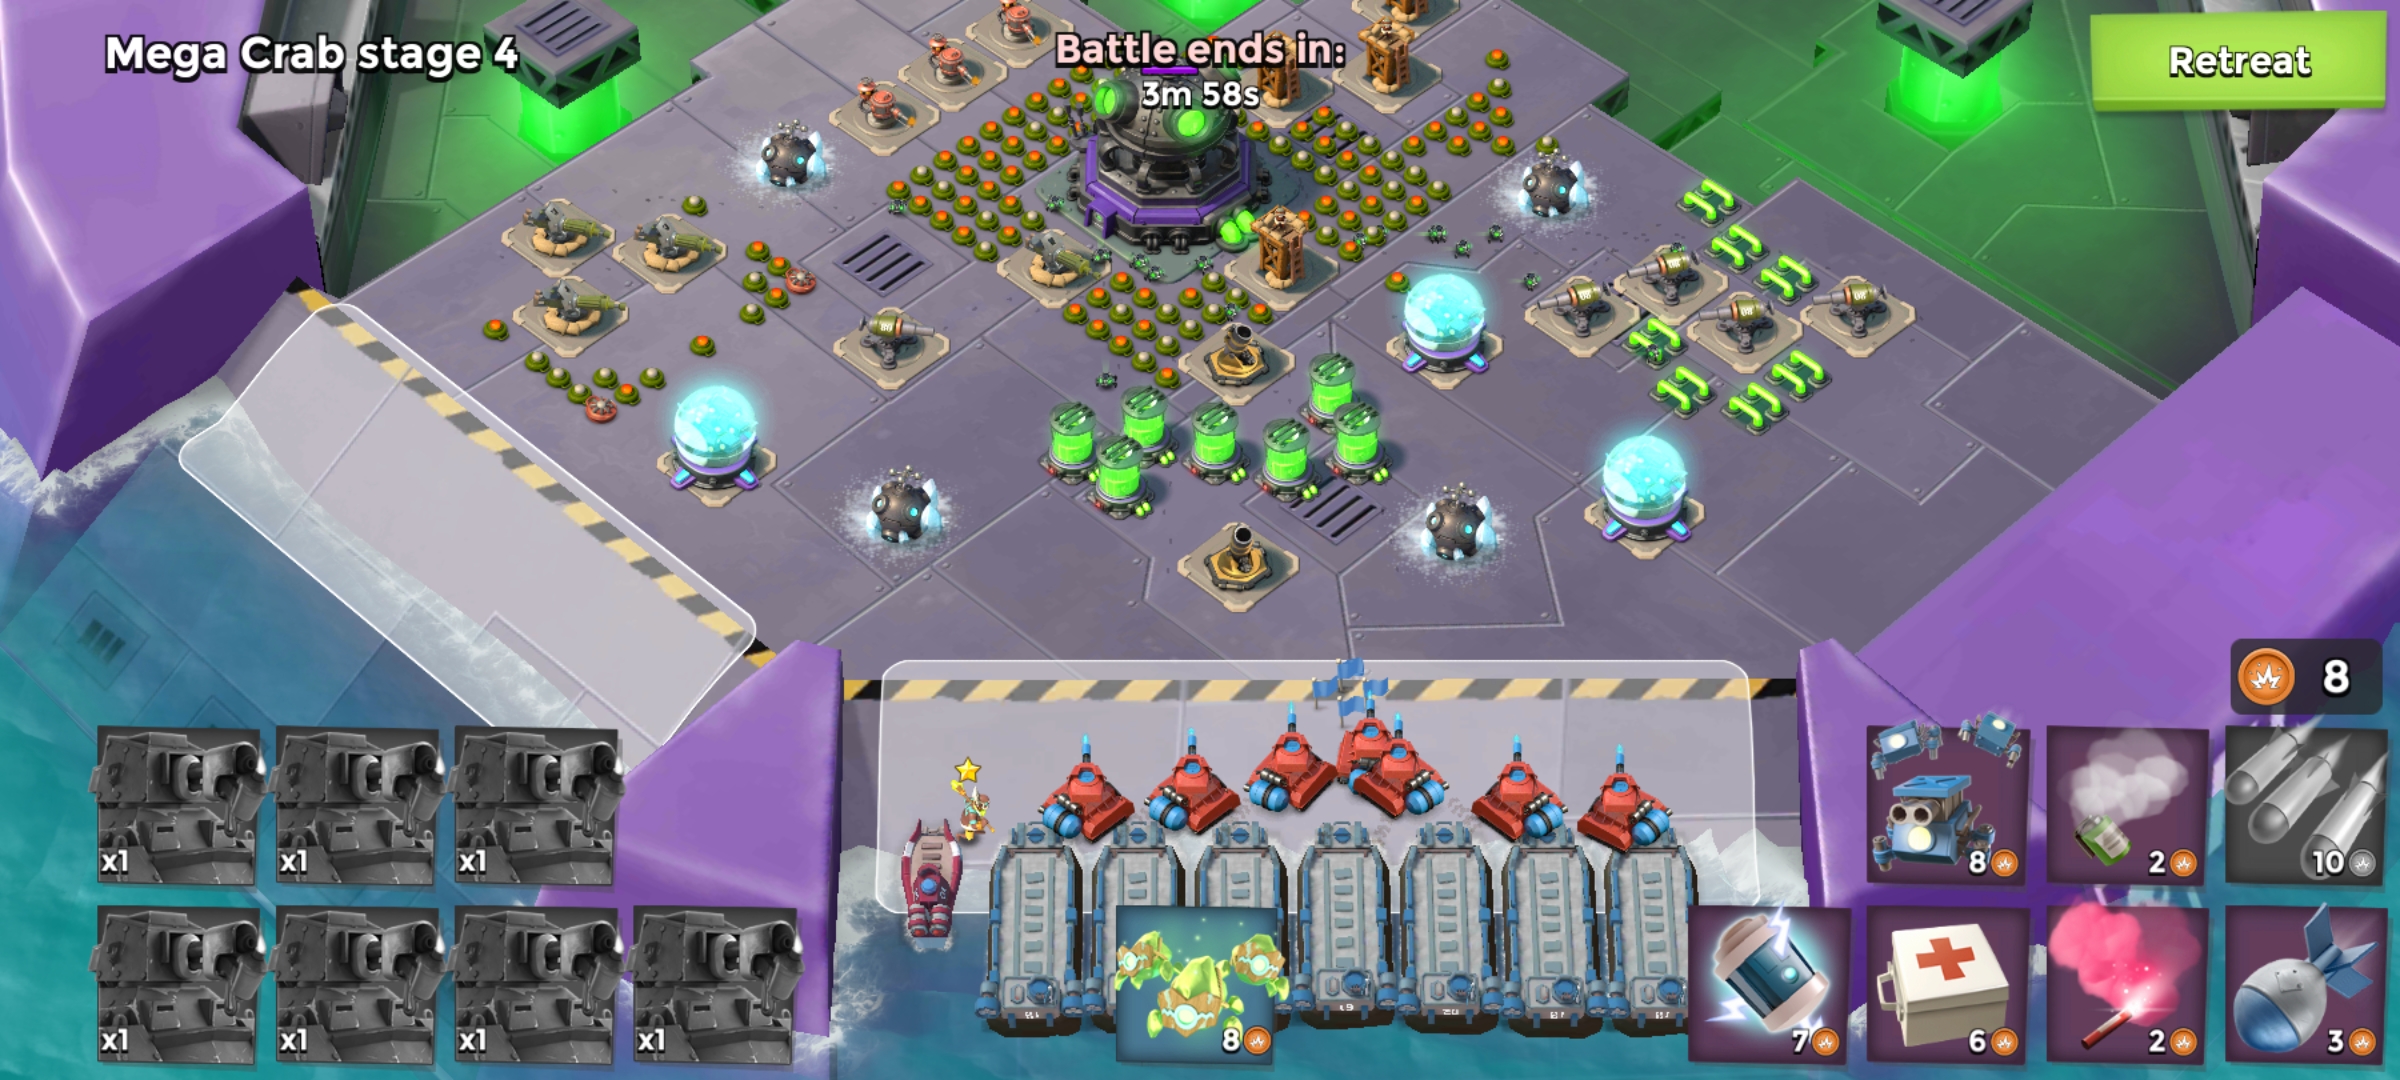 Mega Crab stage 4
Battle ends in:
3m 58s
Retreat
8
x1
x1
x1
8
2
10
x1
x1
x1
x1
8
7
6
2
3